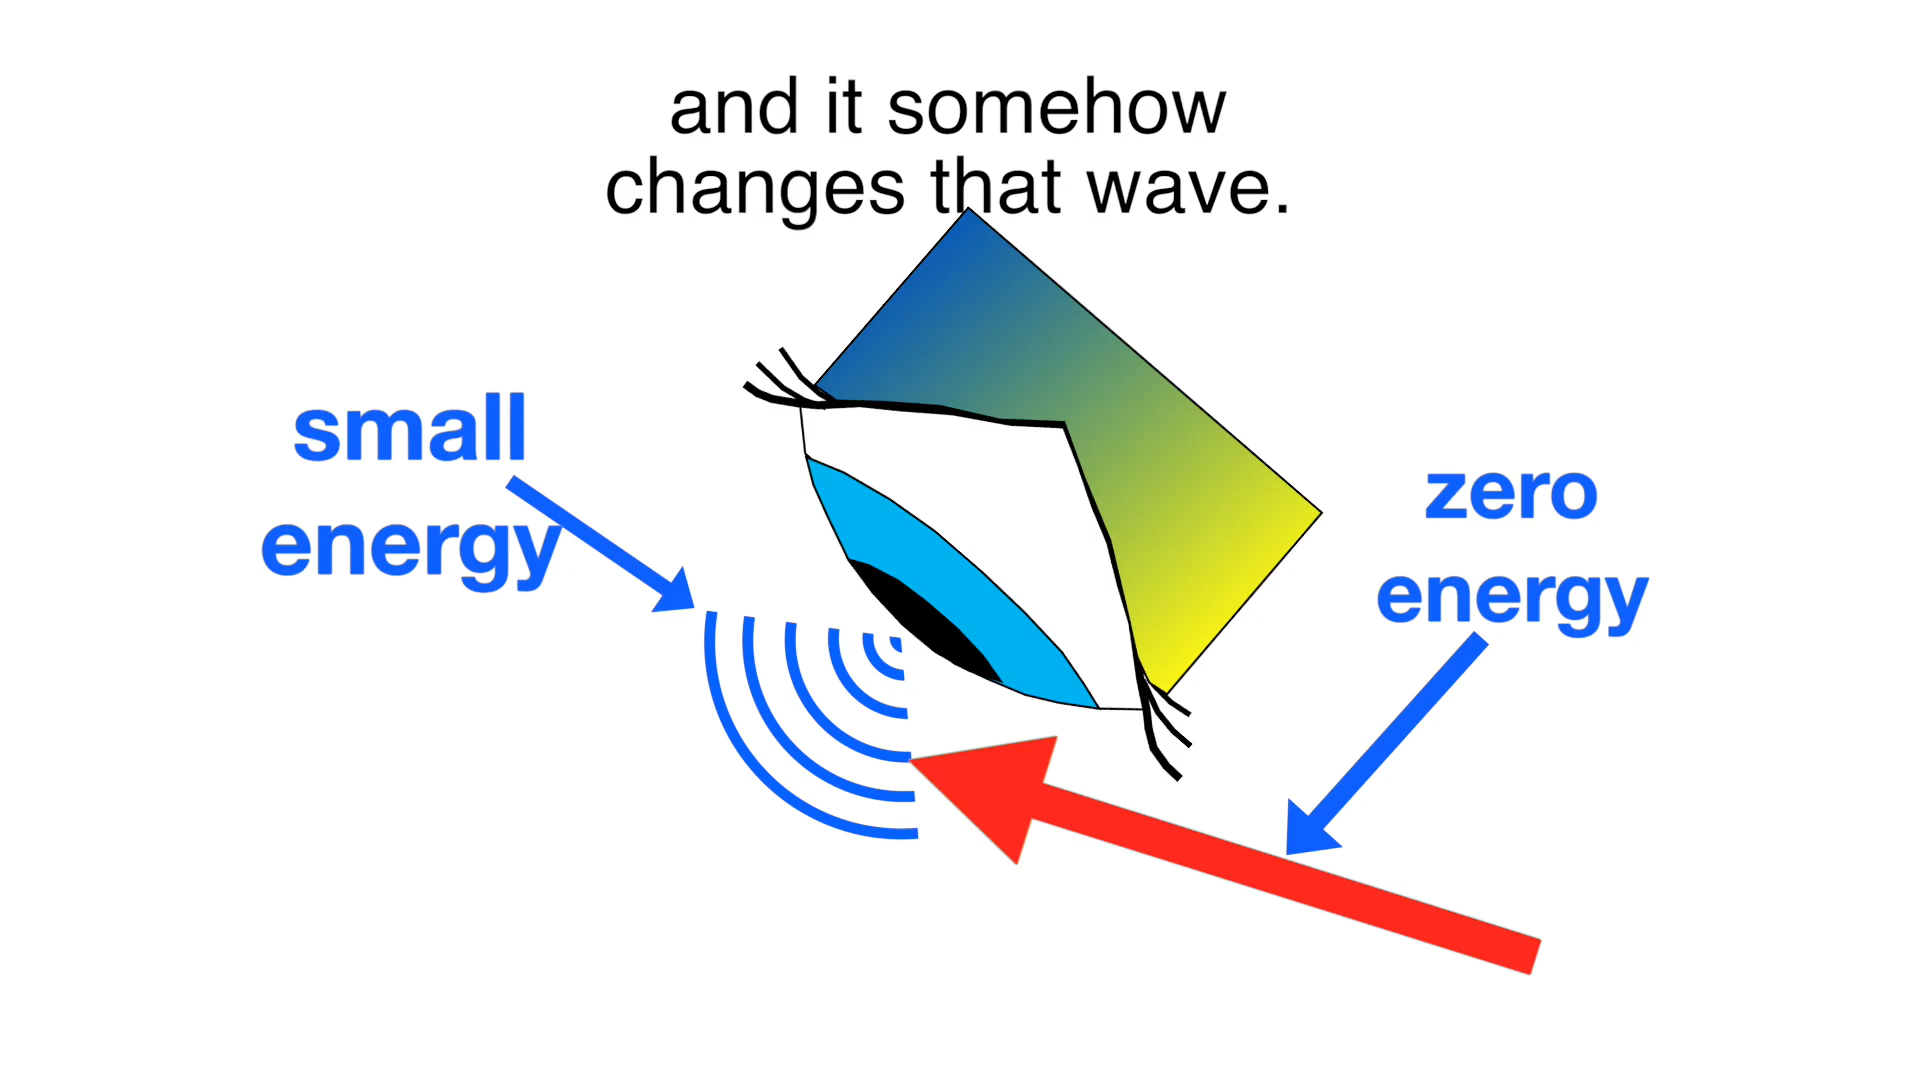 and it somehow
changes that wave.
small
energy
zero
energy